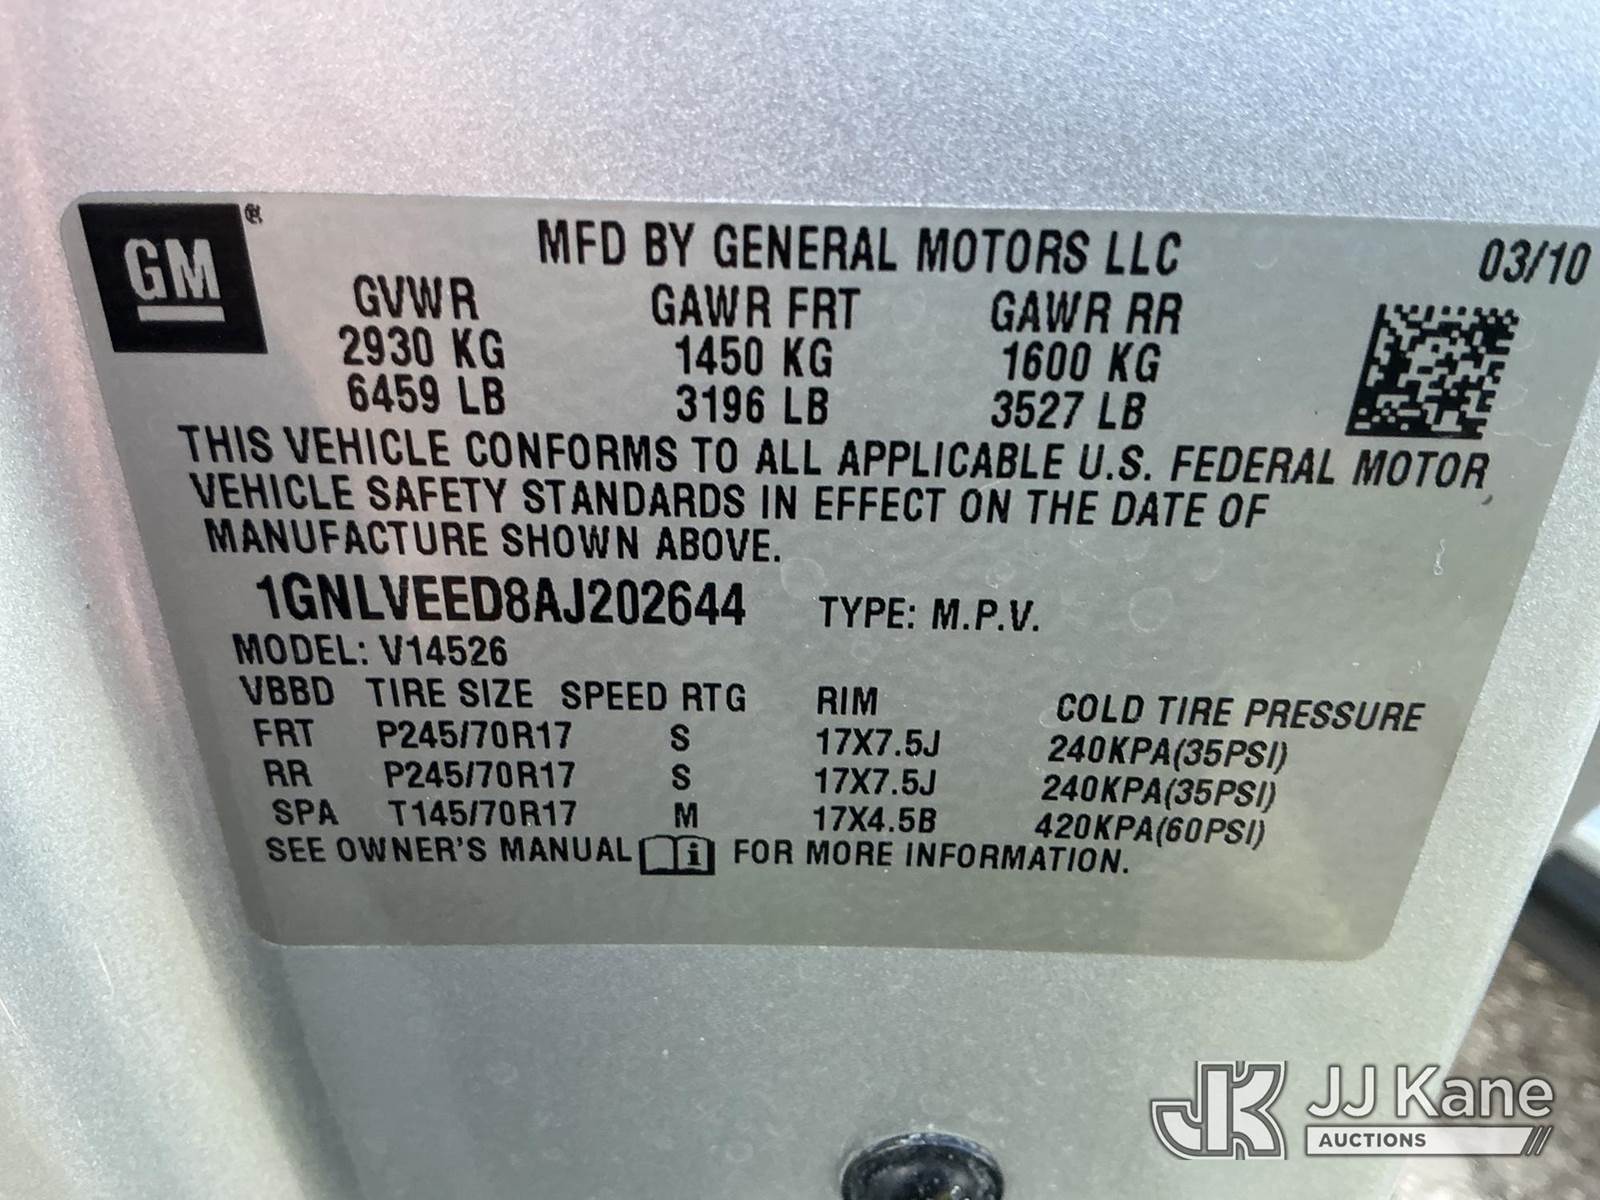 GM ®
MFD BY GENERAL MOTORS LLC 03/10
GVWR GAWR FRT GAWR RR
2930 KG 1450 KG 1600 KG
6459 LB 3196 LB 3527 LB
THIS VEHICLE CONFORMS TO ALL APPLICABLE U.S. FEDERAL MOTOR
VEHICLE SAFETY STANDARDS IN EFFECT ON THE DATE OF
MANUFACTURE SHOWN ABOVE.
1GNLVEED8AJ202644 TYPE: M.P.V.
MODEL: V14526
VBBD TIRE SIZE SPEED RTG RIM COLD TIRE PRESSURE
FRT P245/70R17 S 17X7.5J 240KPA(35PSI)
RR P245/70R17 S 17X7.5J 240KPA(35PSI)
SPA T145/70R17 M 17X4.5B 420KPA(60PSI)
SEE OWNER'S MANUAL i FOR MORE INFORMATION.
JK JJ Kane
AUCTIONS